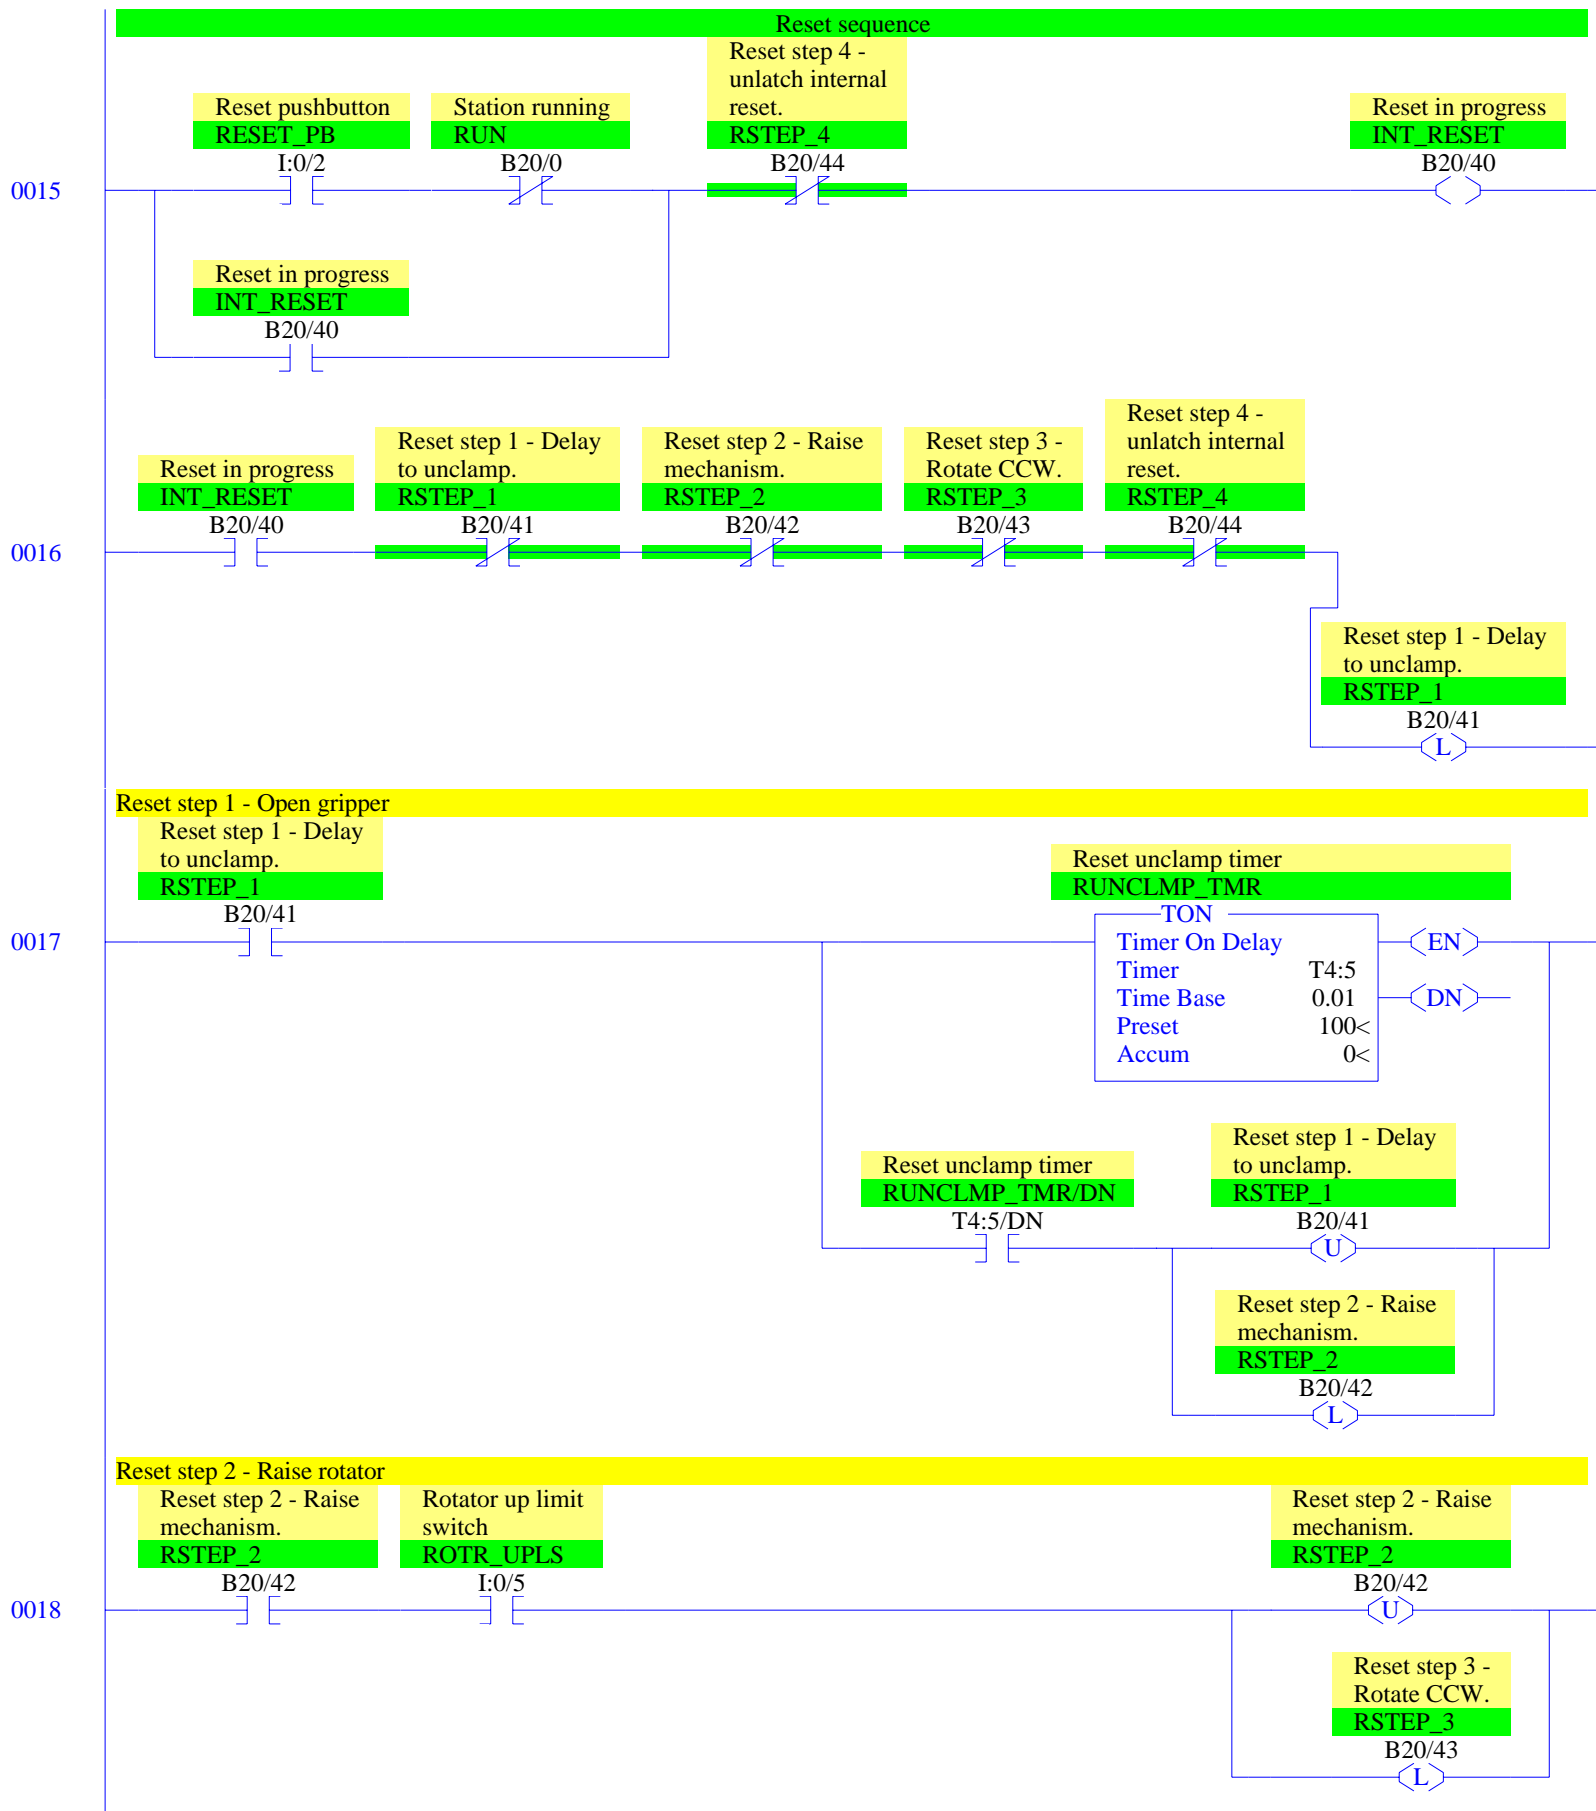 Reset sequence
Reset step 4 -
unlatch internal
reset.
RSTEP_4
B20/44
Reset pushbutton
RESET_PB
I:0/2
Station running
RUN
B20/0
Reset in progress
INT_RESET
B20/40
0015
Reset in progress
INT_RESET
B20/40
Reset in progress
INT_RESET
B20/40
Reset step 1 - Delay
to unclamp.
RSTEP_1
B20/41
Reset step 2 - Raise
mechanism.
RSTEP_2
B20/42
Reset step 3 -
Rotate CCW.
RSTEP_3
B20/43
Reset step 4 -
unlatch internal
reset.
RSTEP_4
B20/44
0016
Reset step 1 - Delay
to unclamp.
RSTEP_1
B20/41
L
Reset step 1 - Open gripper
Reset step 1 - Delay
to unclamp.
RSTEP_1
B20/41
0017
Reset unclamp timer
RUNCLMP_TMR
TON
Timer On Delay
Timer T4:5
Time Base 0.01
Preset 100<
Accum 0<
EN
DN
Reset unclamp timer
RUNCLMP_TMR/DN
T4:5/DN
Reset step 1 - Delay
to unclamp.
RSTEP_1
B20/41
U
Reset step 2 - Raise
mechanism.
RSTEP_2
B20/42
L
Reset step 2 - Raise rotator
Reset step 2 - Raise
mechanism.
RSTEP_2
B20/42
Rotator up limit
switch
ROTR_UPLS
I:0/5
Reset step 2 - Raise
mechanism.
RSTEP_2
B20/42
0018
U
Reset step 3 -
Rotate CCW.
RSTEP_3
B20/43
L